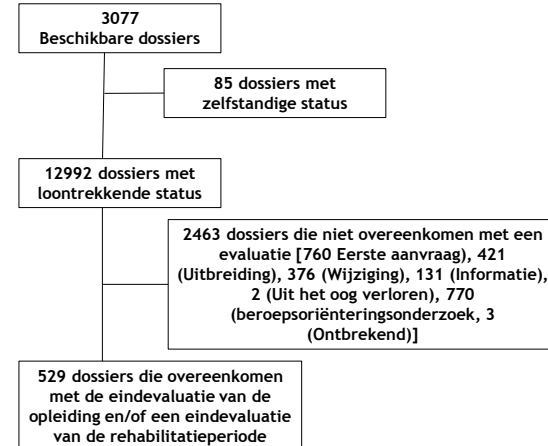 3077
Beschikbare dossiers
85 dossiers met
zelfstandige status
12992 dossiers met
loontrekkende status
2463 dossiers die niet overeenkomen met een
evaluatie [760 Eerste aanvraag), 421
(Uitbreiding), 376 (Wijziging), 131 (Informatie),
2 (Uit het oog verloren), 770
(beroepsoriënteringsonderzoek, 3
(Ontbrekend)]
529 dossiers die overeenkomen
met de eindevaluatie van de
opleiding en/of een eindevaluatie
van de rehabilitatieperiode